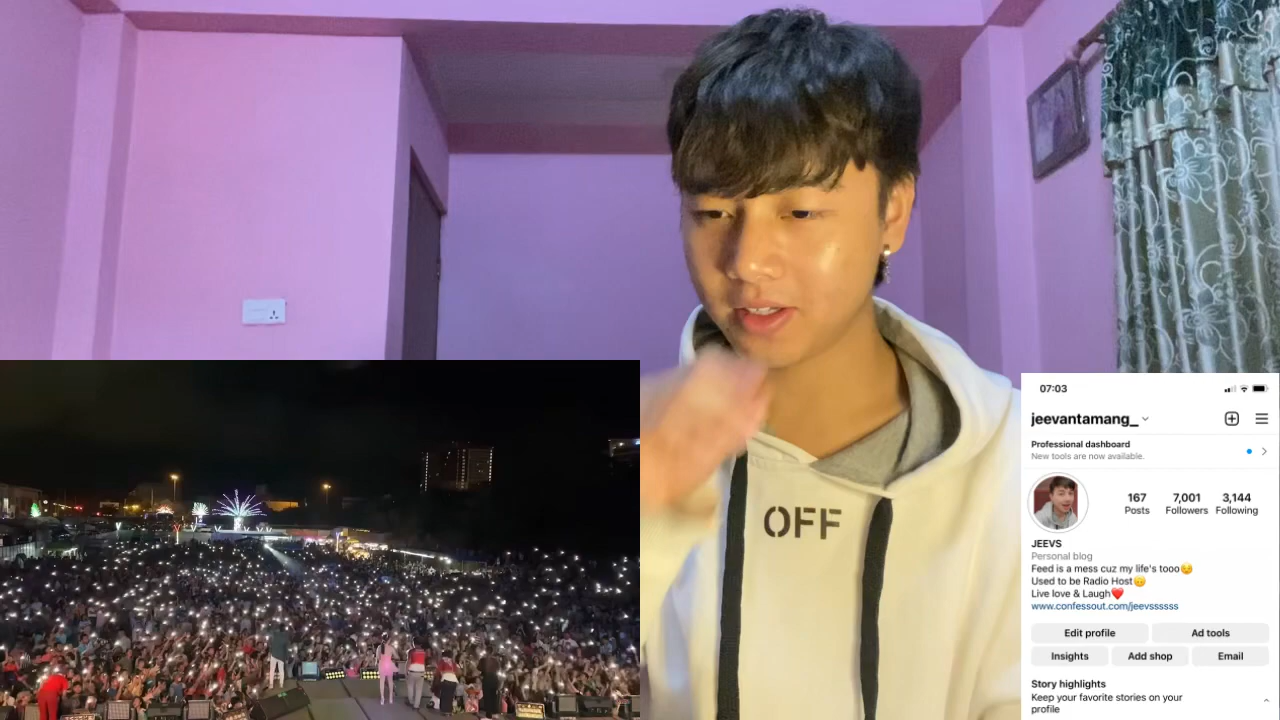 OFF
07:03
jeevantamang_
Professional dashboard
New tools are now available.
167 7,001 3,144
Posts Followers Following
JEEVS
Personal blog
Feed is a mess cuz my life's tooo😔
Used to be Radio Host🙂
Live love & Laugh❤️
www.confessout.com/jeevssssss
Edit profile Ad tools
Insights Add shop Email
Story highlights
Keep your favorite stories on your
profile